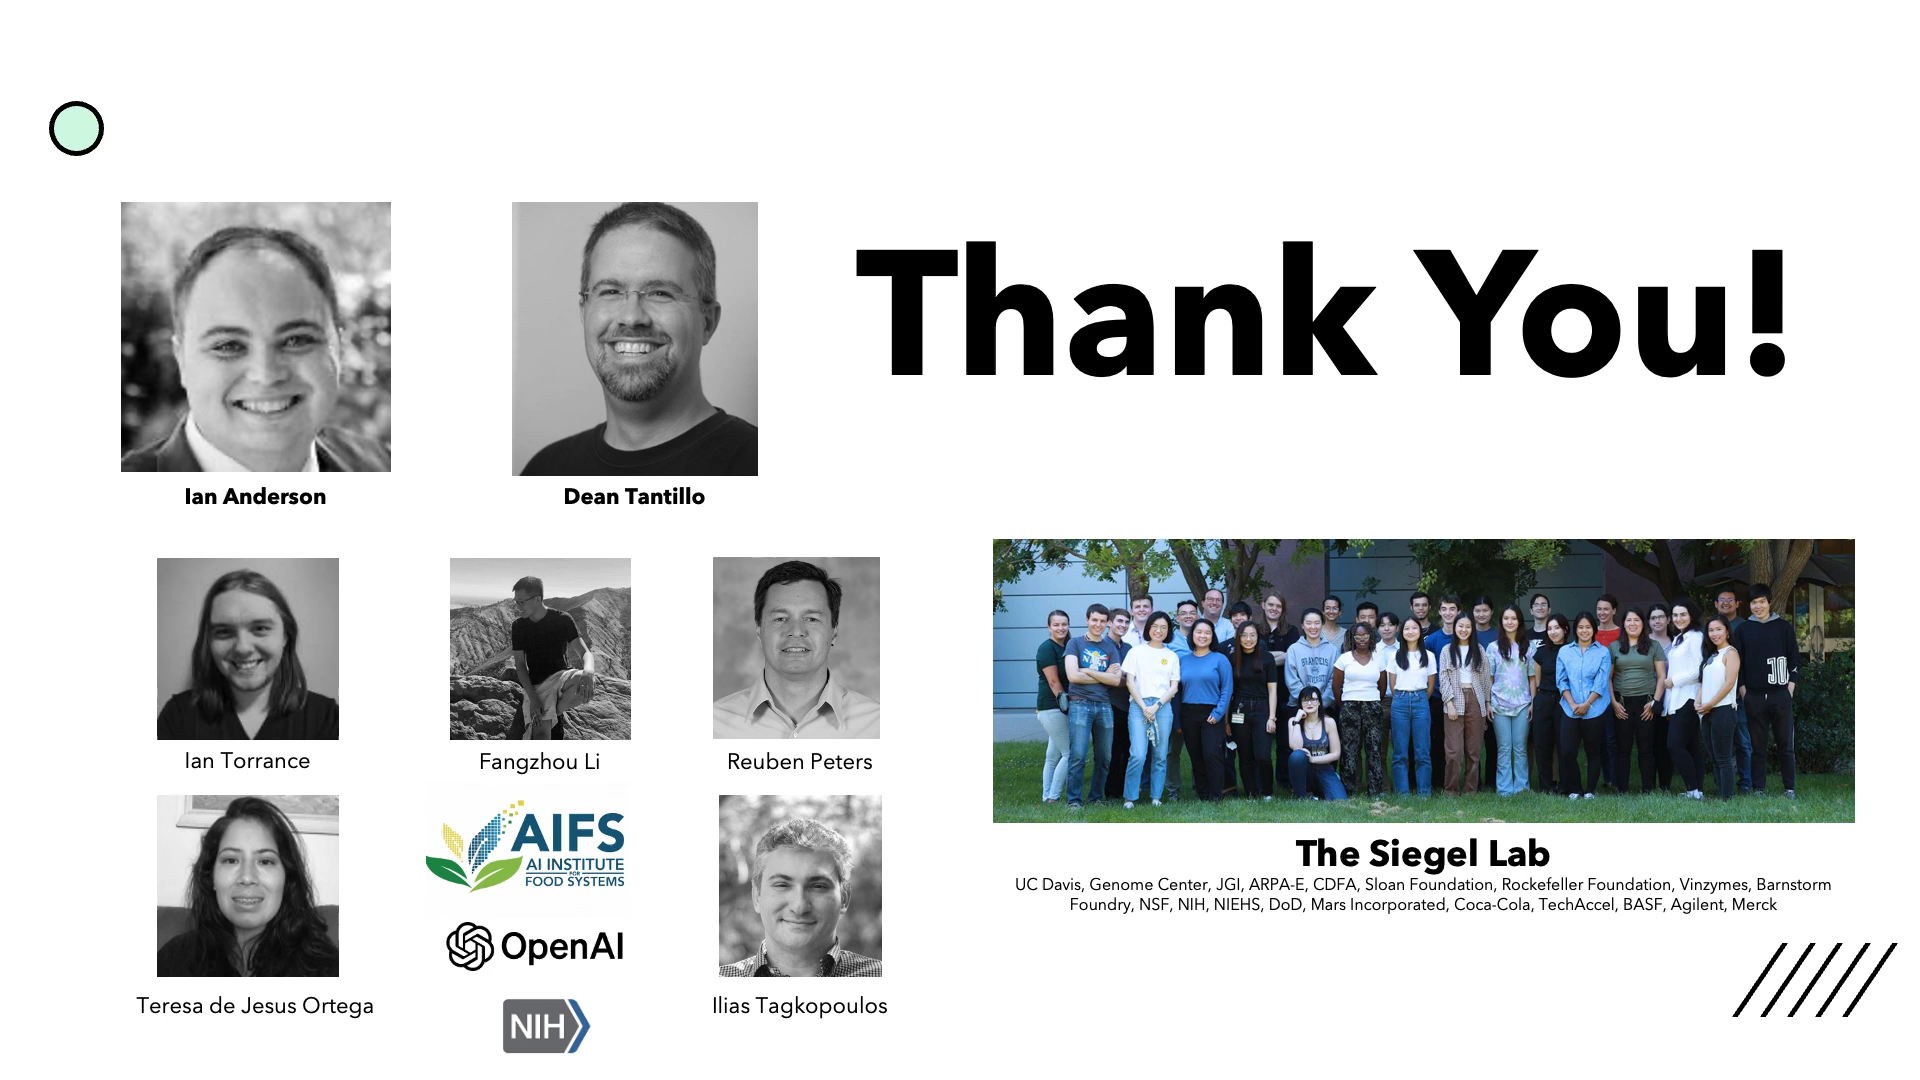 Thank You!
Ian Anderson
Dean Tantillo
Ian Torrance
Fangzhou Li
Reuben Peters
AIFS
AI INSTITUTE
FOR
FOOD SYSTEMS
OpenAI
NIH
Teresa de Jesus Ortega
Ilias Tagkopoulos
The Siegel Lab
UC Davis, Genome Center, JGI, ARPA-E, CDFA, Sloan Foundation, Rockefeller Foundation, Vinzymes, Barnstorm
Foundry, NSF, NIH, NIEHS, DoD, Mars Incorporated, Coca-Cola, TechAccel, BASF, Agilent, Merck